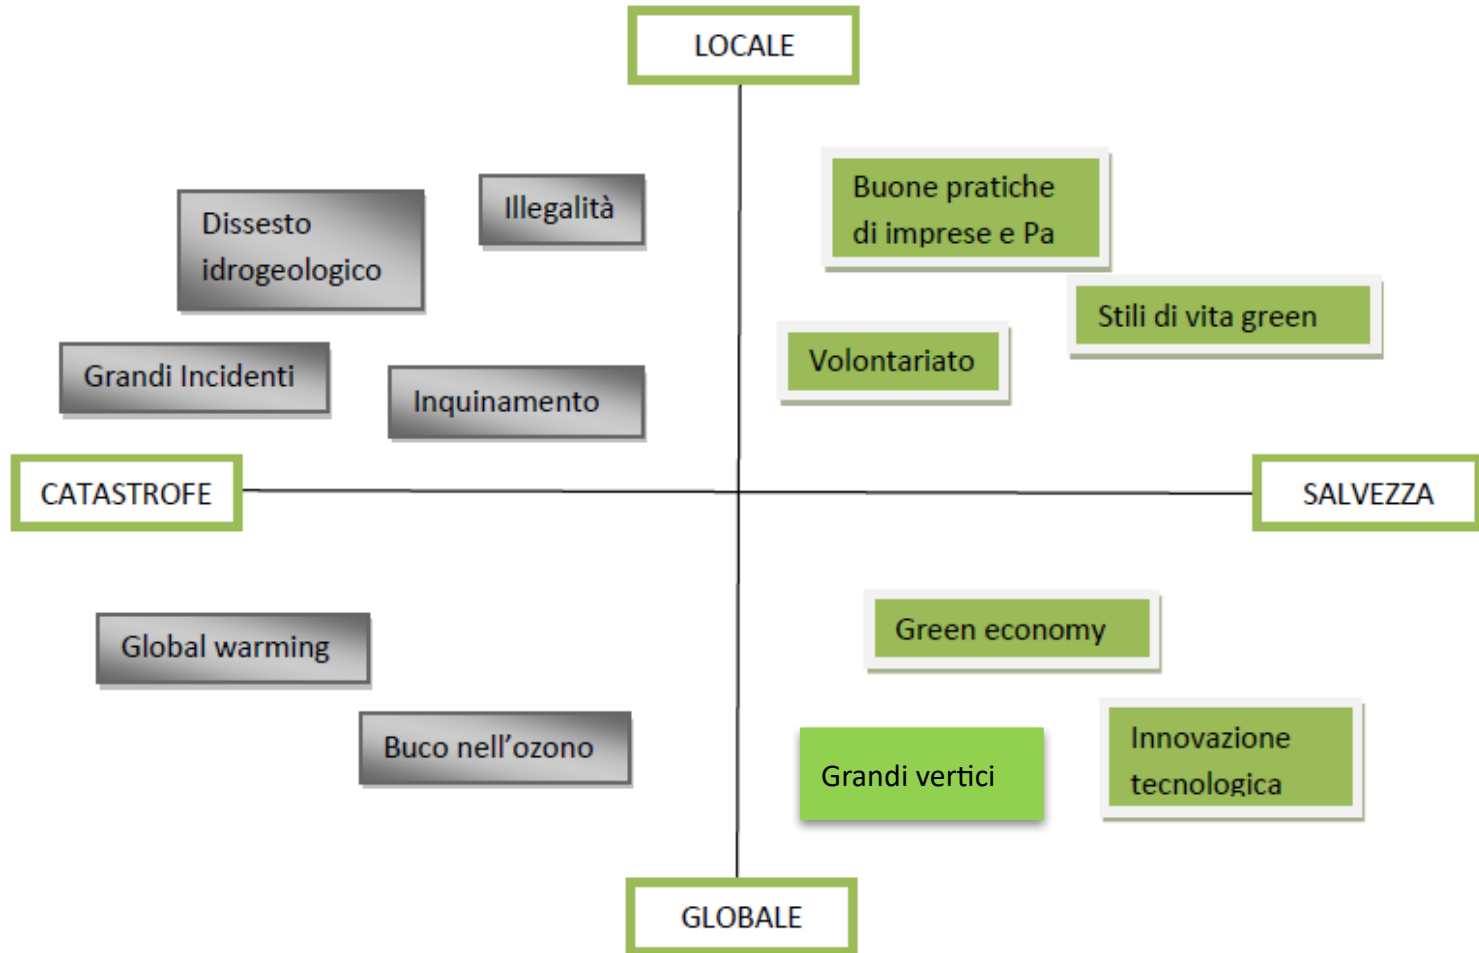 LOCALE
Dissesto
idrogeologico
Illegalità
Buone pratiche
di imprese e Pa
Stili di vita green
Grandi Incidenti
Inquinamento
Volontariato
CATASTROFE
SALVEZZA
Global warming
Buco nell’ozono
Green economy
Grandi vertici
Innovazione
tecnologica
GLOBALE